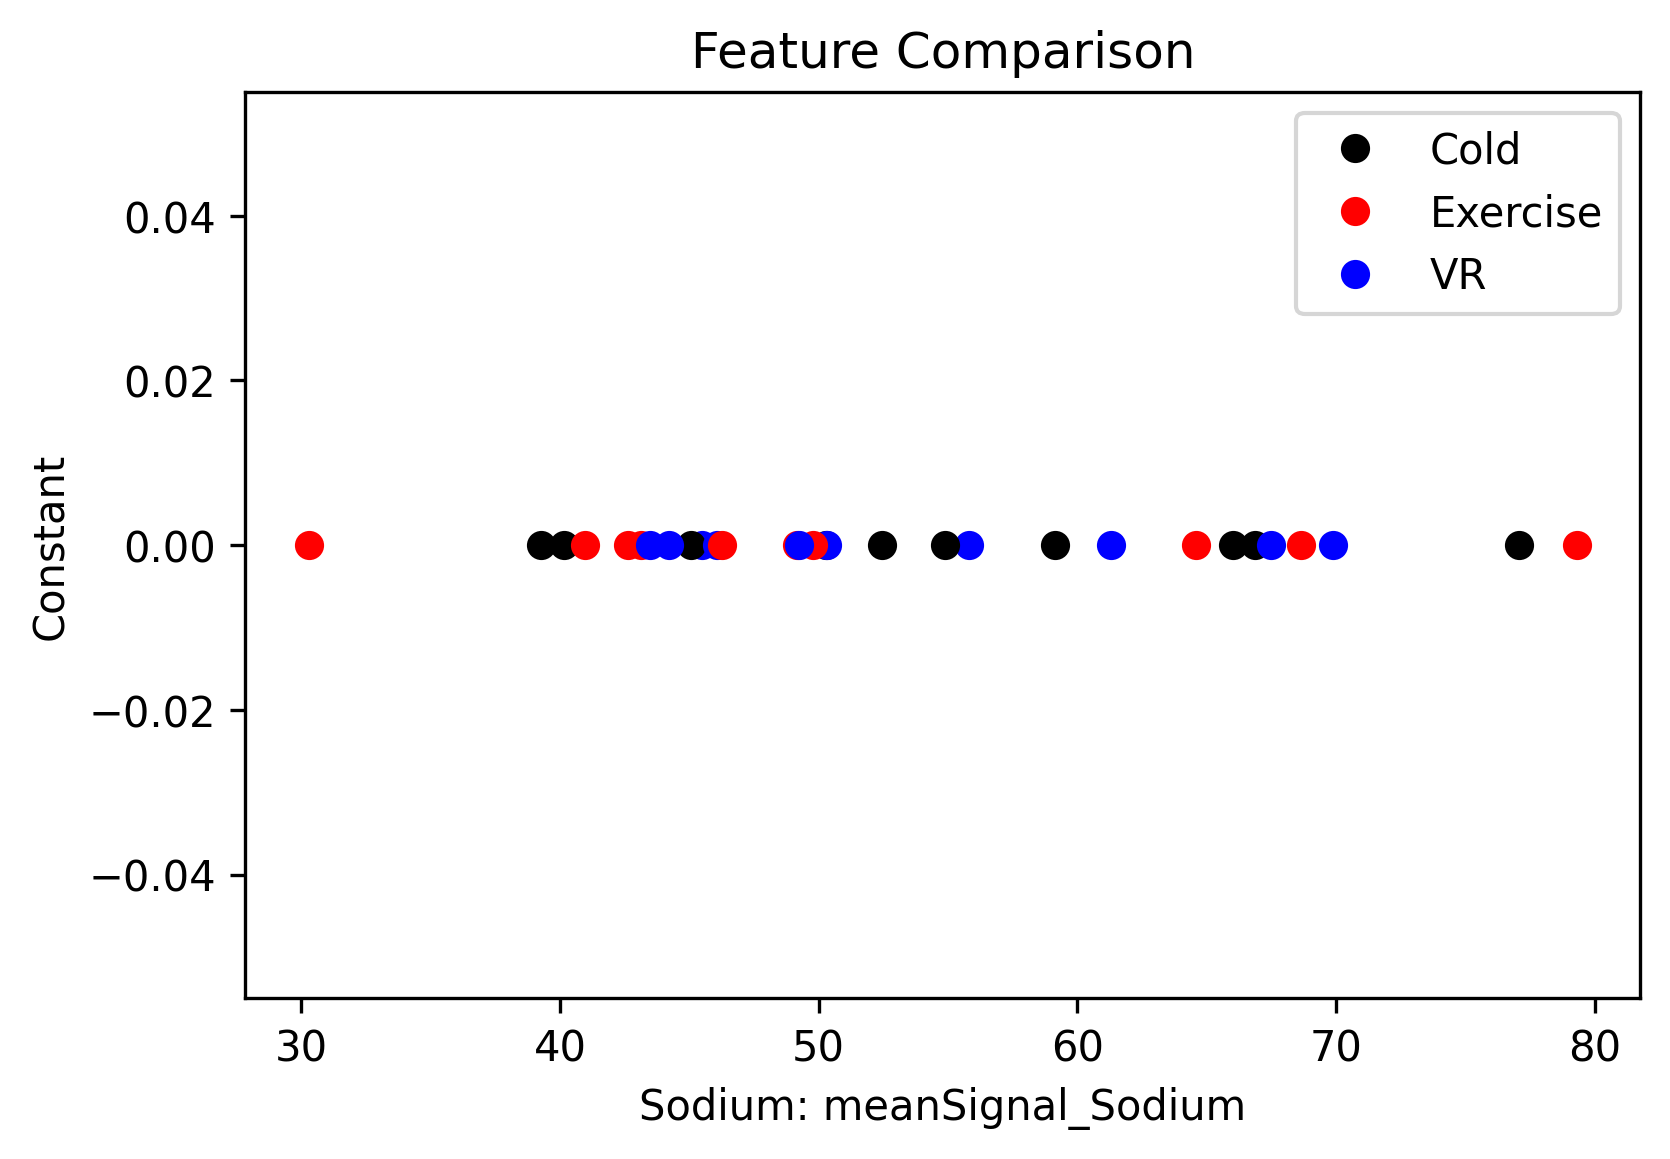 Feature Comparison
Cold
Exercise
VR
0.04
0.02
0.00
−0.02
−0.04
Constant
30 40 50 60 70 80
Sodium: meanSignal_Sodium